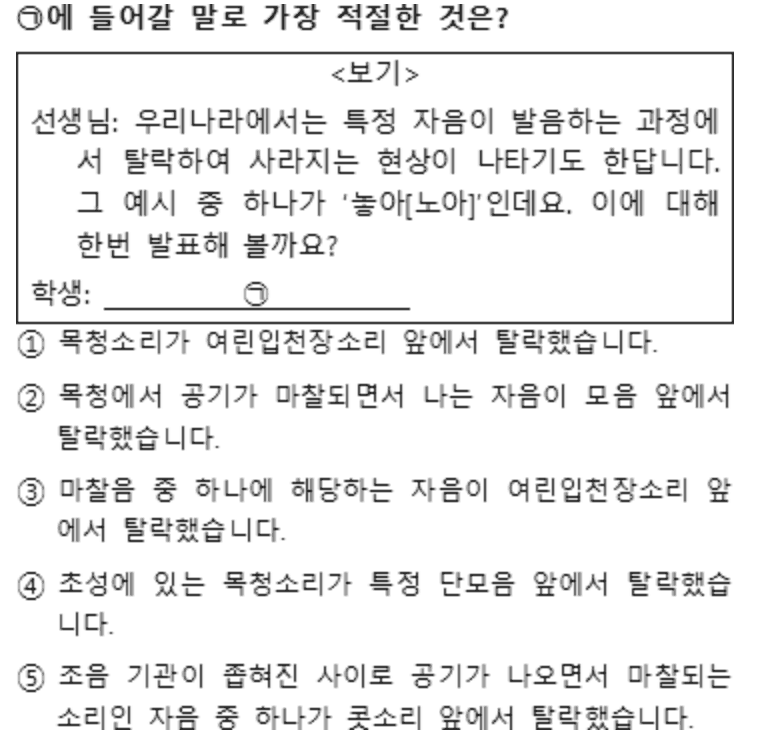 ㉠에 들어갈 말로 가장 적절한 것은?
<보기>
선생님: 우리나라에서는 특정 자음이 발음하는 과정에
서 탈락하여 사라지는 현상이 나타기도 한답니다.
그 예시 중 하나가 '놓아[노아]'인데요. 이에 대해
한번 발표해 볼까요?
학생: ㉠
① 목청소리가 여린입천장소리 앞에서 탈락했습니다.
② 목청에서 공기가 마찰되면서 나는 자음이 모음 앞에서
탈락했습니다.
③ 마찰음 중 하나에 해당하는 자음이 여린입천장소리 앞
에서 탈락했습니다.
④ 초성에 있는 목청소리가 특정 단모음 앞에서 탈락했습
니다.
⑤ 조음 기관이 좁혀진 사이로 공기가 나오면서 마찰되는
소리인 자음 중 하나가 콧소리 앞에서 탈락했습니다.